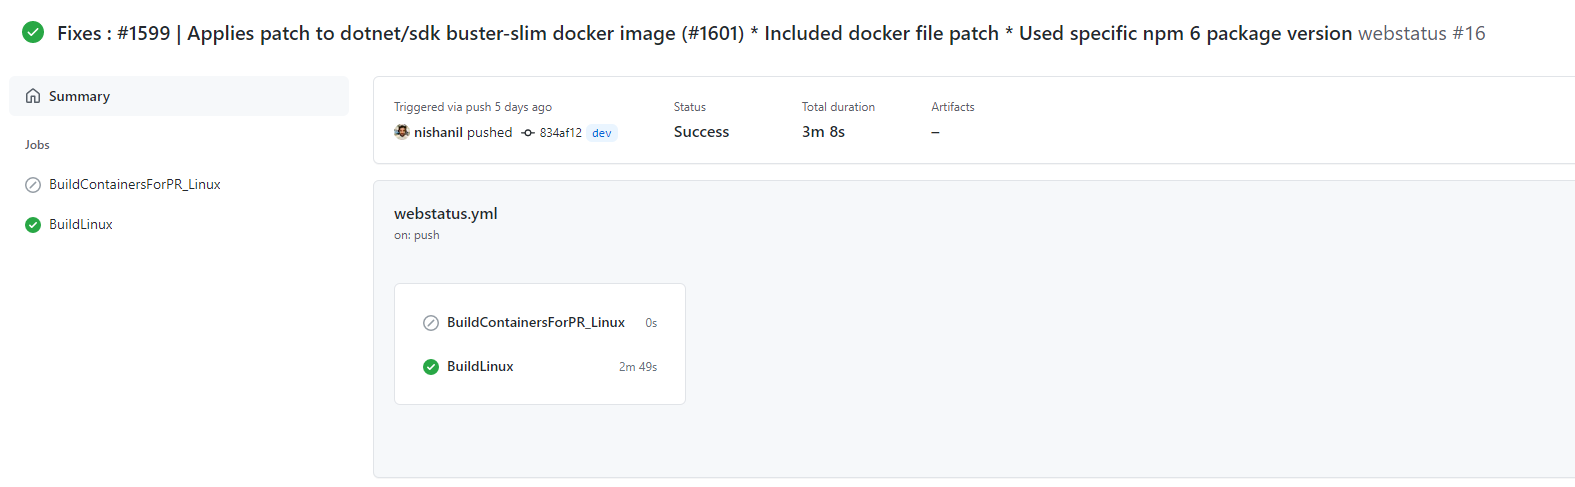 Fixes : #1599 | Applies patch to dotnet/sdk buster-slim docker image (#1601) * Included docker file patch * Used specific npm 6 package version webstatus #16
Summary
Jobs
BuildContainersForPR_Linux
BuildLinux
Triggered via push 5 days ago
nishanil pushed 834af12 dev
Status
Success
Total duration
3m 8s
Artifacts
–
webstatus.yml
on: push
BuildContainersForPR_Linux 0s
BuildLinux 2m 49s